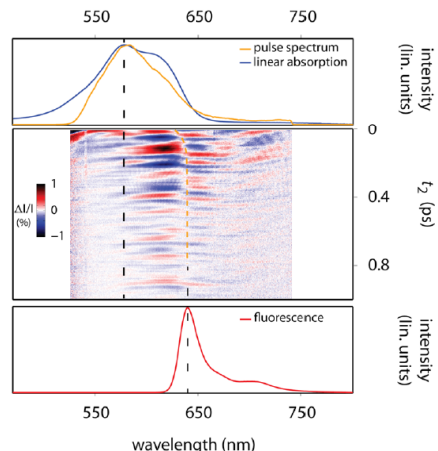 550 650 750
pulse spectrum
linear absorption
intensity
(lin. units)
0
0.4
0.8
t₂ (ps)
1
0
−1
ΔI/I
(%)
fluorescence
intensity
(lin. units)
550 650 750
wavelength (nm)